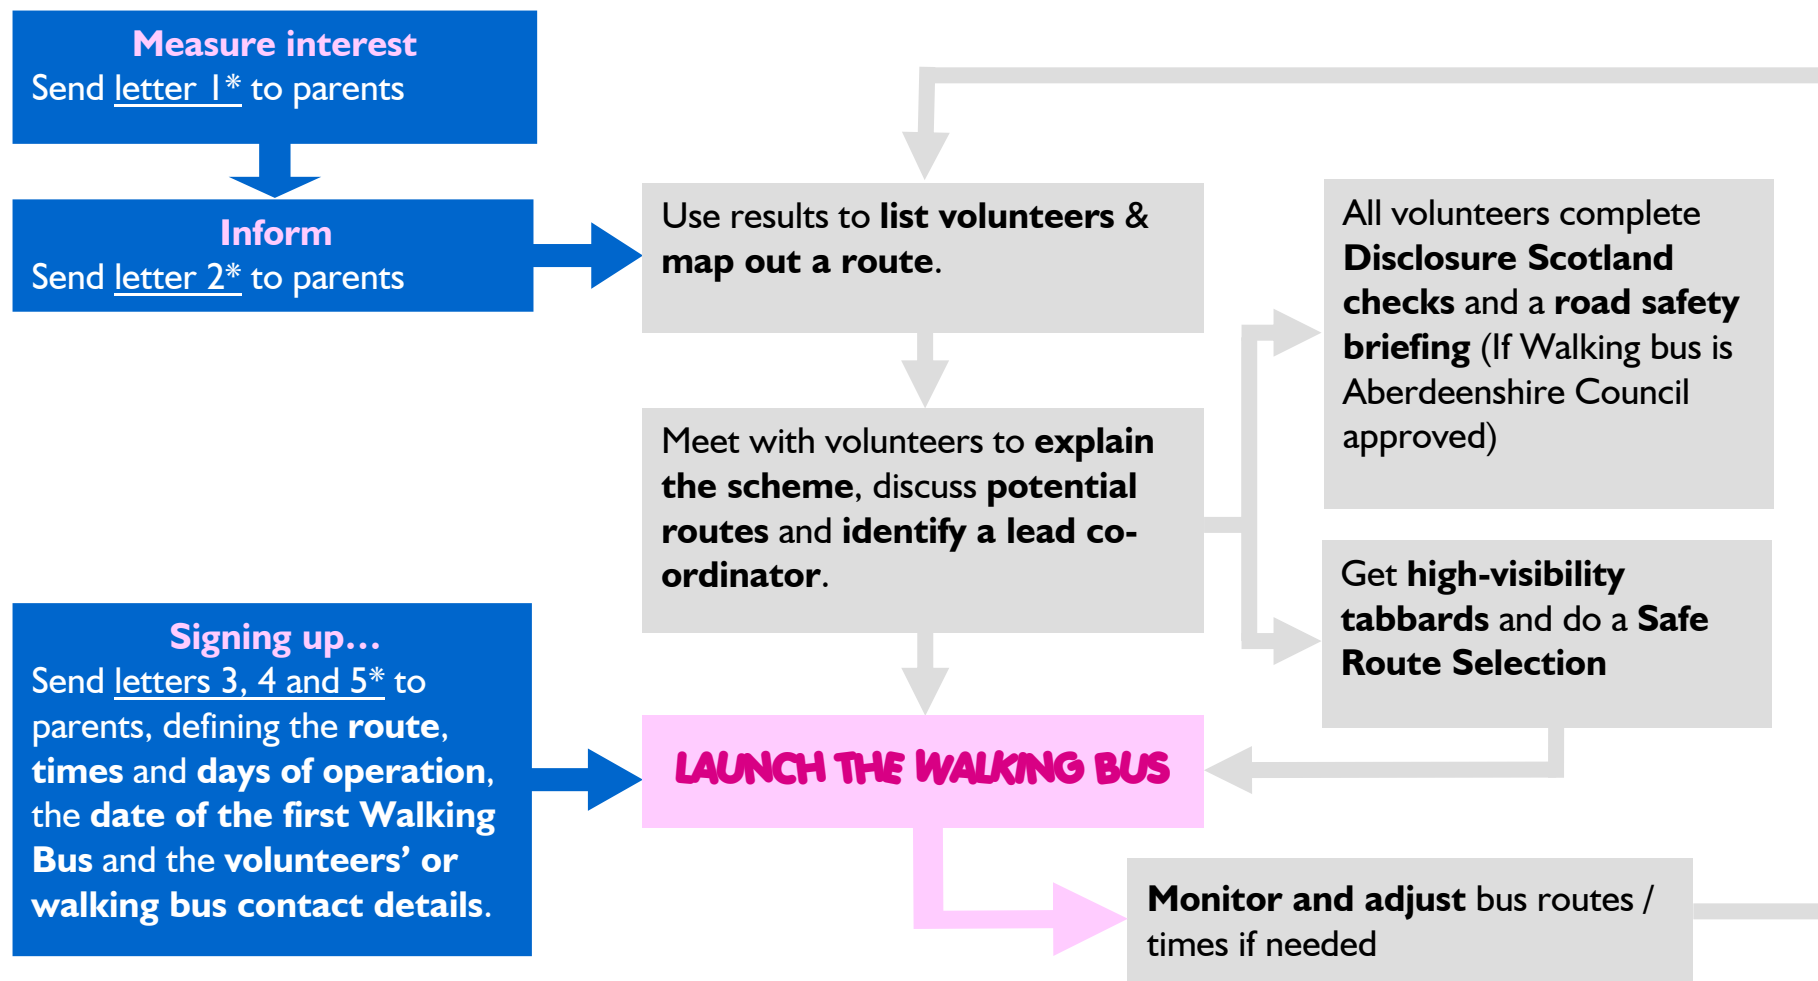 Measure interest
Send letter 1* to parents
Inform
Send letter 2* to parents
Use results to list volunteers &
map out a route.
All volunteers complete
Disclosure Scotland
checks and a road safety
briefing (If Walking bus is
Aberdeenshire Council
approved)
Meet with volunteers to explain
the scheme, discuss potential
routes and identify a lead co-
ordinator.
Get high-visibility
tabbards and do a Safe
Route Selection
Signing up...
Send letters 3, 4 and 5* to
parents, defining the route,
times and days of operation,
the date of the first Walking
Bus and the volunteers’ or
walking bus contact details.
LAUNCH THE WALKING BUS
Monitor and adjust bus routes /
times if needed